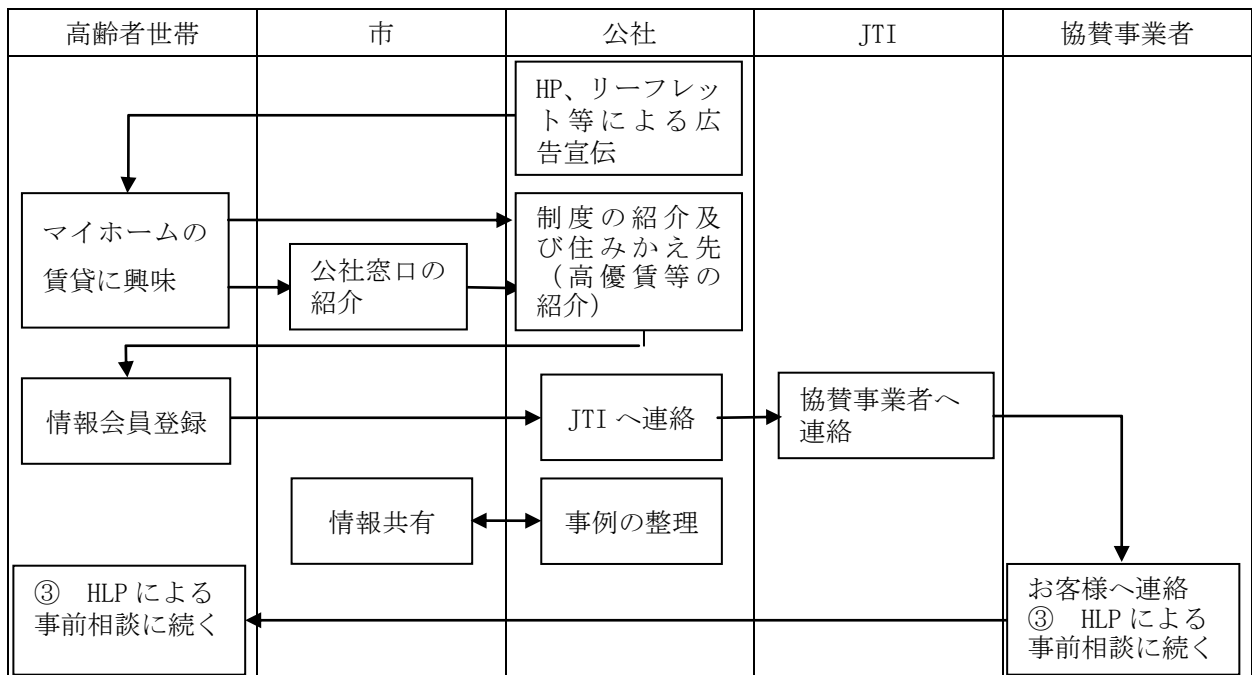 高齢者世帯
市
公社
JTI
協賛事業者
HP、リーフレッ
ト等による広
告宣伝
マイホームの
賃貸に興味
公社窓口の
紹介
制度の紹介及
び住みかえ先
（高優賃等の
紹介）
情報会員登録
JTI へ連絡
協賛事業者へ
連絡
情報共有
事例の整理
③ HLP による
事前相談に続く
お客様へ連絡
③ HLP による
事前相談に続く